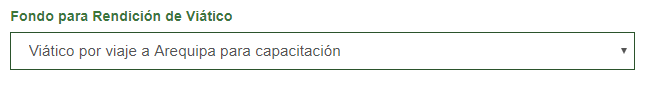 Fondo para Rendición de Viático
Viático por viaje a Arequipa para capacitación